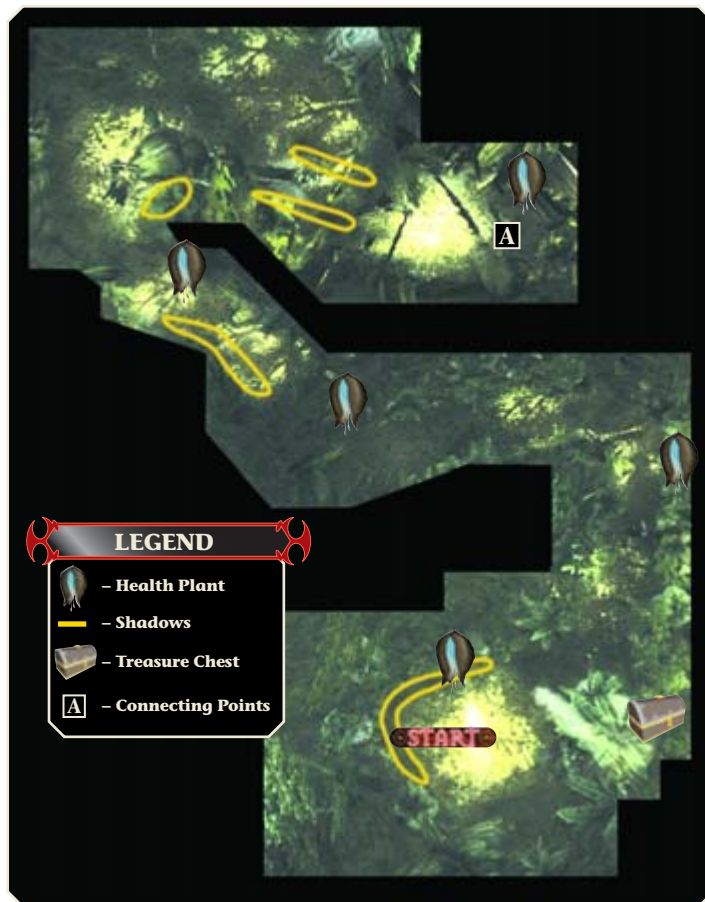 A
LEGEND
– Health Plant
– Shadows
– Treasure Chest
A – Connecting Points
START